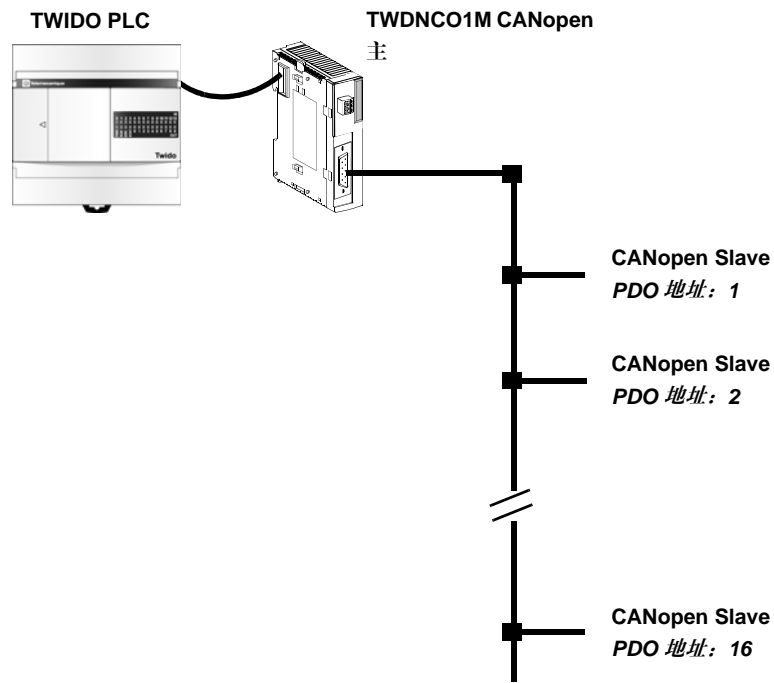 TWIDO PLC
TWDNCO1M CANopen
主
Twido
CANopen Slave
PDO 地址：1
CANopen Slave
PDO 地址：2
CANopen Slave
PDO 地址：16